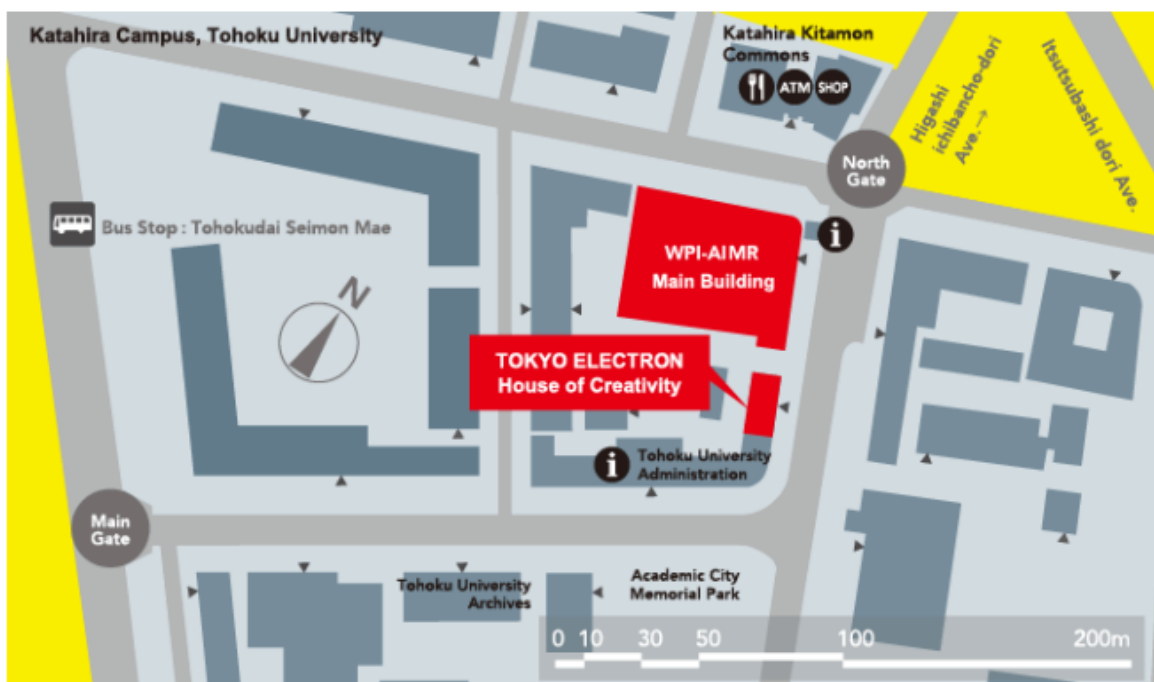 Katahira Campus, Tohoku University
Katahira Kitamon
Commons
ATM
SHOP
Higashi
ichibancho-dori
Ave. →
Itsutsubashi dori Ave.
North
Gate
Bus Stop : Tohokudai Seimon Mae
i
WPI-AIMR
Main Building
N
TOKYO ELECTRON
House of Creativity
i
Tohoku University
Administration
Main
Gate
Tohoku University
Archives
Academic City
Memorial Park
0 10 30 50 100 200m